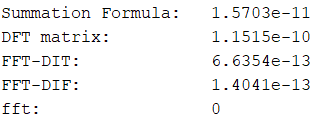 Summation Formula: 1.5703e-11
DFT matrix: 1.1515e-10
FFT-DIT: 6.6354e-13
FFT-DIF: 1.4041e-13
fft: 0